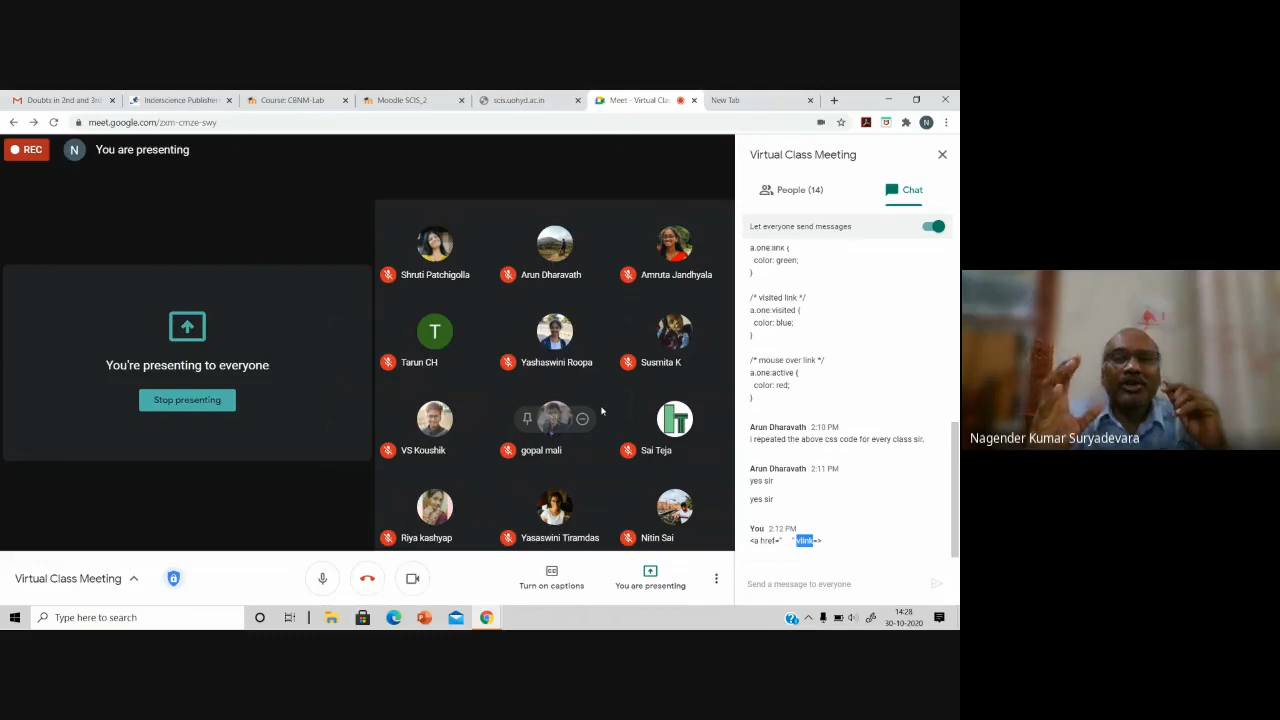 Doubts in 2nd and 3rd
Inderscience Publisher
Course: CBNM-Lab
Moodle SCIS_2
scis.uohyd.ac.in
Meet - Virtual Cla
New Tab
meet.google.com/zxm-cmze-swy
N
REC
N
You are presenting
You're presenting to everyone
Stop presenting
Shruti Patchigolla
Arun Dharavath
Amruta Jandhyala
T
Tarun CH
Yashaswini Roopa
Susmita K
VS Koushik
gopal mali
Sai Teja
Riya kashyap
Yasaswini Tiramdas
Nitin Sai
Virtual Class Meeting
People (14)
Chat
Let everyone send messages
a.one:link {
color: green;
}
/* visited link */
a.one:visited {
color: blue;
}
/* mouse over link */
a.one:active {
color: red;
}
Arun Dharavath 2:10 PM
i repeated the above css code for every class sir.
Arun Dharavath 2:11 PM
yes sir
yes sir
You 2:12 PM
<a href=" " vlink=>
Send a message to everyone
Virtual Class Meeting
Turn on captions
You are presenting
Type here to search
14:28
30-10-2020
Nagender Kumar Suryadevara